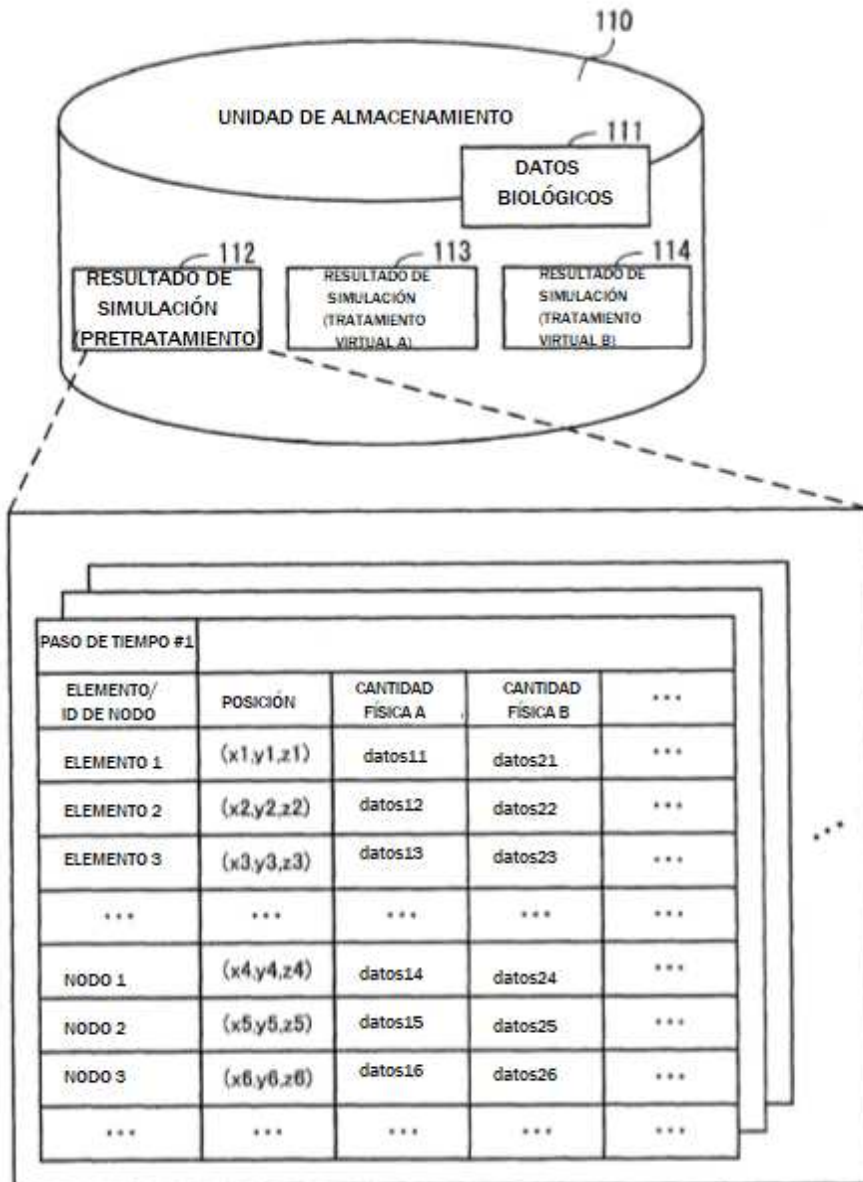 110
UNIDAD DE ALMACENAMIENTO
111
DATOS
BIOLÓGICOS
112
RESULTADO DE
SIMULACIÓN
(PRETRATAMIENTO)
113
RESULTADO DE
SIMULACIÓN
(TRATAMIENTO
VIRTUAL A)
114
RESULTADO DE
SIMULACIÓN
(TRATAMIENTO
VIRTUAL B)
PASO DE TIEMPO #1
ELEMENTO/
ID DE NODO
POSICIÓN
CANTIDAD
FÍSICA A
CANTIDAD
FÍSICA B
...
ELEMENTO 1 (x1,y1,z1) datos11 datos21 ...
ELEMENTO 2 (x2,y2,z2) datos12 datos22 ...
ELEMENTO 3 (x3,y3,z3) datos13 datos23 ...
... ... ... ... ...
NODO 1 (x4,y4,z4) datos14 datos24 ...
NODO 2 (x5,y5,z5) datos15 datos25 ...
NODO 3 (x6,y6,z6) datos16 datos26 ...
... ... ... ... ...
...